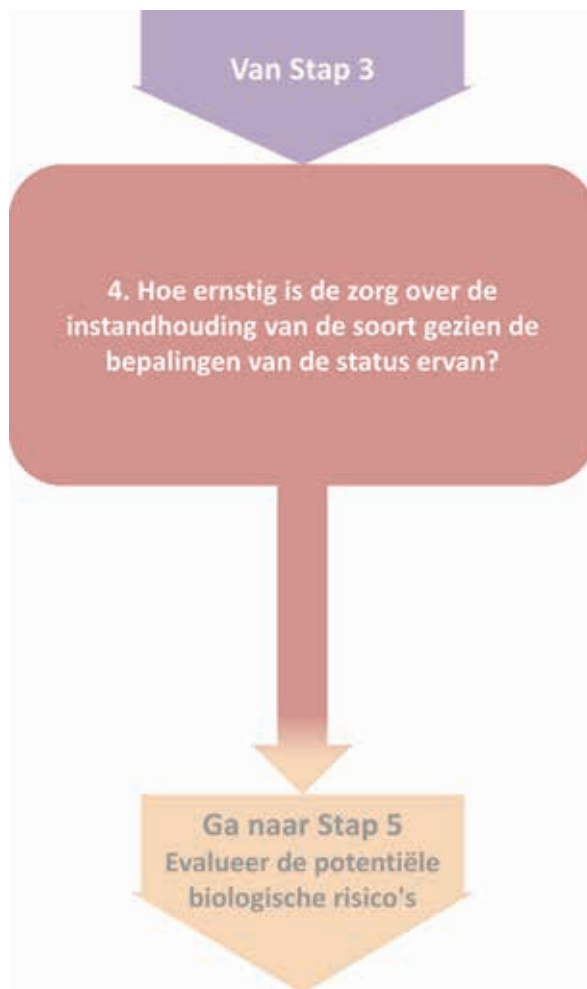 Van Stap 3
4. Hoe ernstig is de zorg over de
instandhouding van de soort gezien de
bepalingen van de status ervan?
Ga naar Stap 5
Evalueer de potentiële
biologische risico's